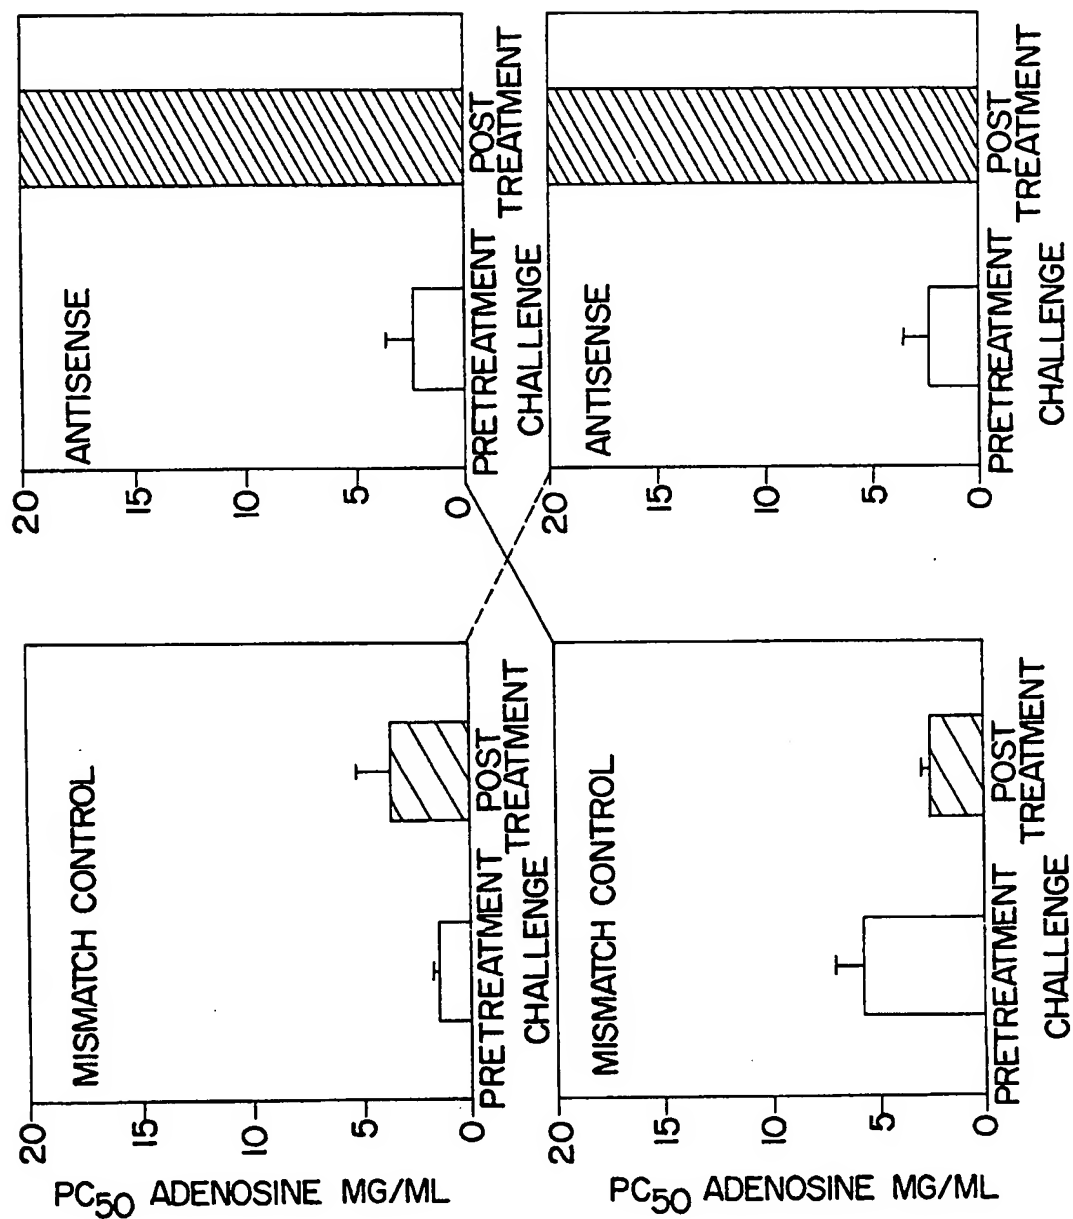 20
15
10
5
0
PC50 ADENOSINE MG/ML
MISMATCH CONTROL
PRETREATMENT
CHALLENGE
POST
TREATMENT
20
15
10
5
0
ANTISENSE
PRETREATMENT
CHALLENGE
POST
TREATMENT
20
15
10
5
0
PC50 ADENOSINE MG/ML
MISMATCH CONTROL
PRETREATMENT
CHALLENGE
POST
TREATMENT
20
15
10
5
0
ANTISENSE
PRETREATMENT
CHALLENGE
POST
TREATMENT